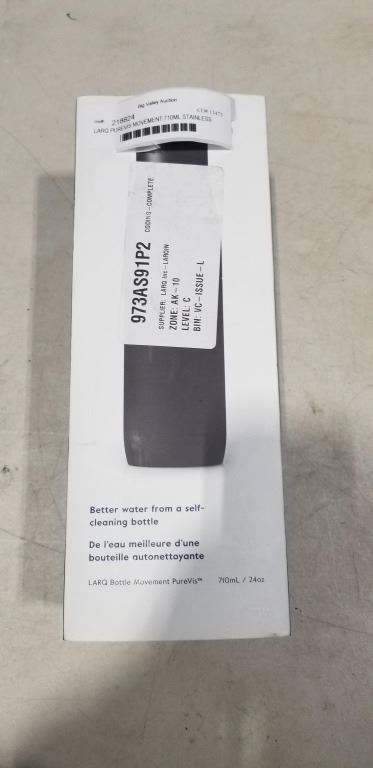 Big Valley Auction
218824
LARQ PUREVIS MOVEMENT 710ML STAINLESS
973AS91P2
CODING-COMPLETE
SUPPLIER: LARQ Inc-LARQIN
ZONE: AK-10
LEVEL: C
BIN: VC-ISSUE-L
Better water from a self-
cleaning bottle
De l'eau meilleure d'une
bouteille autonettoyante
LARQ Bottle Movement PureVis™ 710mL / 24oz